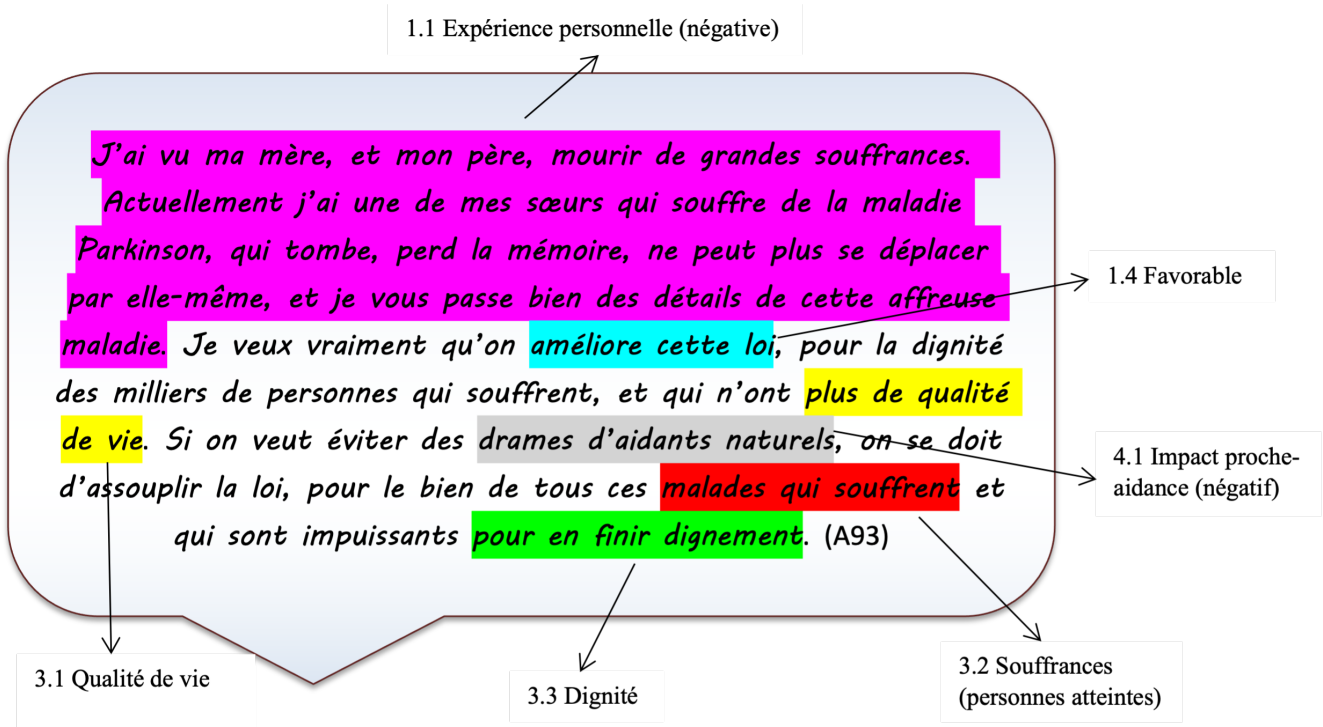 1.1 Expérience personnelle (négative)
J'ai vu ma mère, et mon père, mourir de grandes souffrances.
Actuellement j'ai une de mes sœurs qui souffre de la maladie
Parkinson, qui tombe, perd la mémoire, ne peut plus se déplacer
par elle-même, et je vous passe bien des détails de cette affreuse
maladie. Je veux vraiment qu'on améliore cette loi, pour la dignité
des milliers de personnes qui souffrent, et qui n'ont plus de qualité
de vie. Si on veut éviter des drames d'aidants naturels, on se doit
d'assouplir la loi, pour le bien de tous ces malades qui souffrent et
qui sont impuissants pour en finir dignement. (A93)
1.4 Favorable
4.1 Impact proche-
aidance (négatif)
3.1 Qualité de vie
3.3 Dignité
3.2 Souffrances
(personnes atteintes)